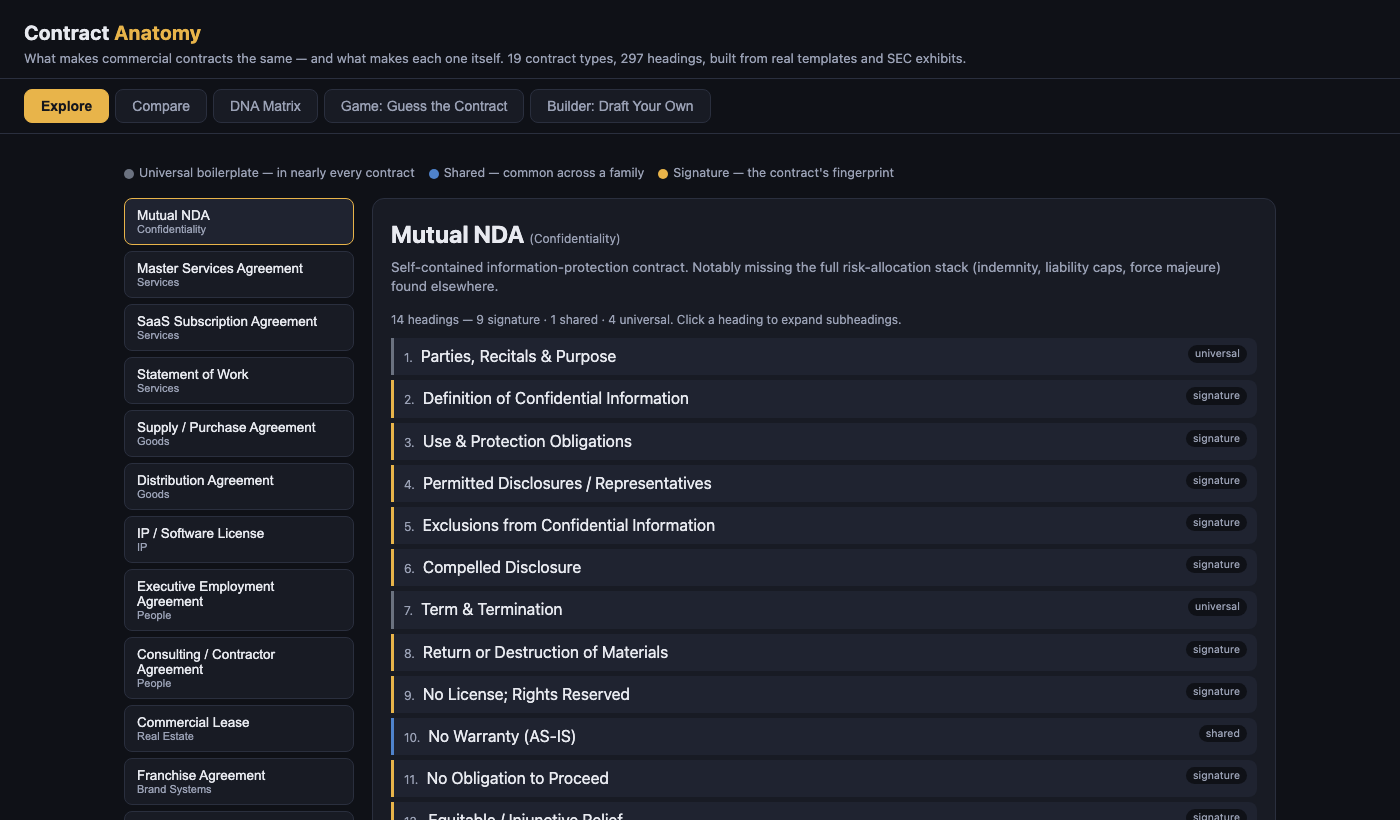 Contract Anatomy
What makes commercial contracts the same — and what makes each one itself. 19 contract types, 297 headings, built from real templates and SEC exhibits.
Explore
Compare
DNA Matrix
Game: Guess the Contract
Builder: Draft Your Own
Universal boilerplate — in nearly every contract
Shared — common across a family
Signature — the contract's fingerprint
Mutual NDA
Confidentiality
Master Services Agreement
Services
SaaS Subscription Agreement
Services
Statement of Work
Services
Supply / Purchase Agreement
Goods
Distribution Agreement
Goods
IP / Software License
IP
Executive Employment
Agreement
People
Consulting / Contractor
Agreement
People
Commercial Lease
Real Estate
Franchise Agreement
Brand Systems
Mutual NDA (Confidentiality)
Self-contained information-protection contract. Notably missing the full risk-allocation stack (indemnity, liability caps, force majeure)
found elsewhere.
14 headings — 9 signature · 1 shared · 4 universal. Click a heading to expand subheadings.
1. Parties, Recitals & Purpose universal
2. Definition of Confidential Information signature
3. Use & Protection Obligations signature
4. Permitted Disclosures / Representatives signature
5. Exclusions from Confidential Information signature
6. Compelled Disclosure signature
7. Term & Termination universal
8. Return or Destruction of Materials signature
9. No License; Rights Reserved signature
10. No Warranty (AS-IS) shared
11. No Obligation to Proceed signature
12. Equitable / Injunctive Relief signature